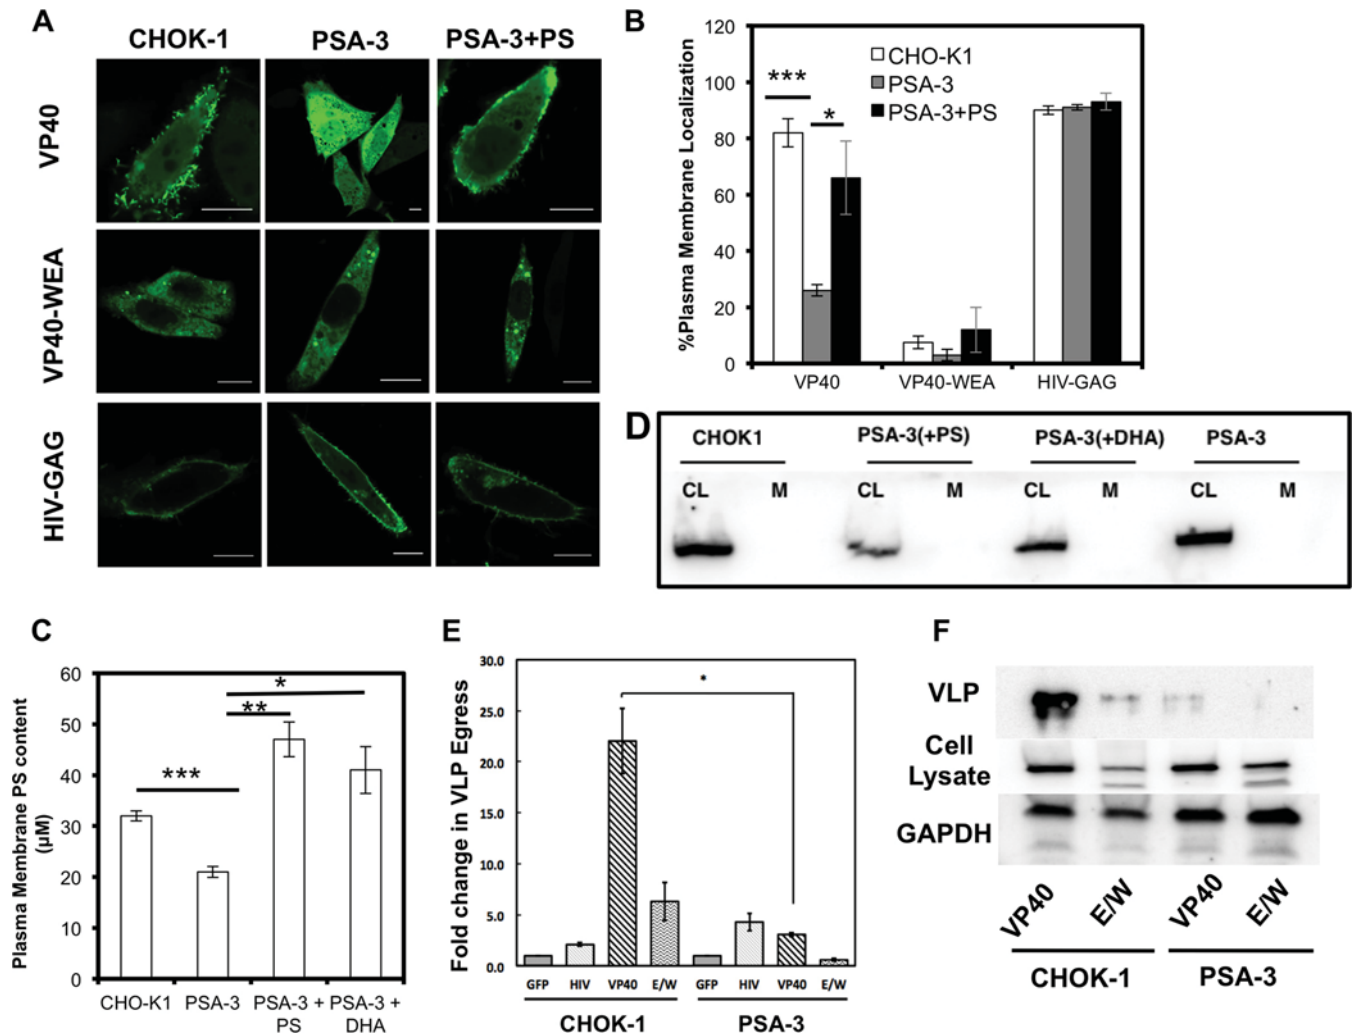 A
CHOK-1 PSA-3 PSA-3+PS
VP40
VP40-WEA
HIV-GAG
B
%Plasma Membrane Localization
120
100
80
60
40
20
0
CHO-K1
PSA-3
PSA-3+PS
***
*
VP40 VP40-WEA HIV-GAG
D
CHOK1 PSA-3(+PS) PSA-3(+DHA) PSA-3
CL M CL M CL M CL M
C
Plasma Membrane PS content
(µM)
60
50
40
30
20
10
0
***
**
*
CHO-K1 PSA-3 PSA-3 + PSA-3 +
PS DHA
E
Fold change in VLP Egress
30.0
25.0
20.0
15.0
10.0
5.0
0.0
*
GFP HIV VP40 E/W GFP HIV VP40 E/W
CHOK-1 PSA-3
F
VLP
Cell
Lysate
GAPDH
VP40 E/W VP40 E/W
CHOK-1 PSA-3